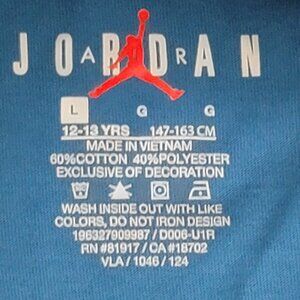 JORDAN
L G G
12-13 YRS 147-163 CM
MADE IN VIETNAM
60%COTTON 40%POLYESTER
EXCLUSIVE OF DECORATION
WASH INSIDE OUT WITH LIKE
COLORS, DO NOT IRON DESIGN
196327909987 / D006-U1R
RN #81917 / CA #18702
VLA / 1046 / 124